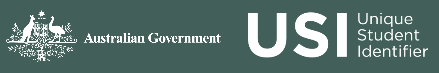 Australian Government
USI
Unique
Student
Identifier